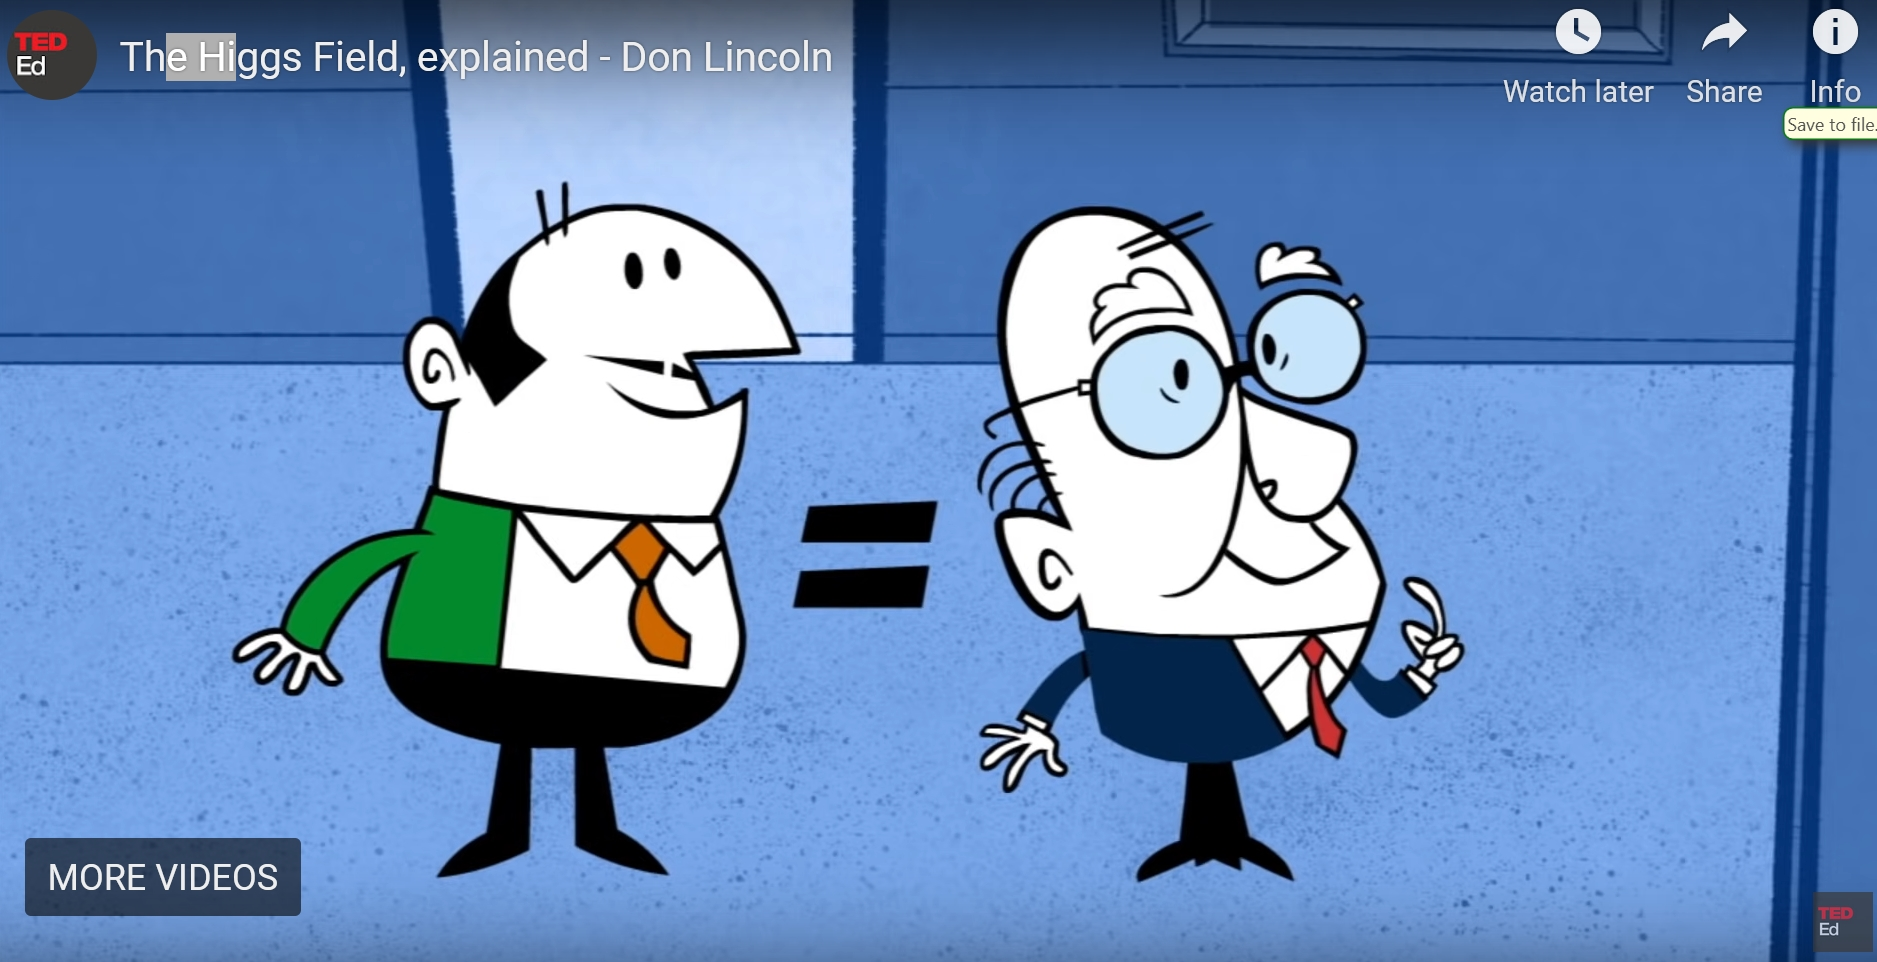 TED
Ed
The Higgs Field, explained - Don Lincoln
Watch later
Share
Info
Save to file.
=
MORE VIDEOS
TED
Ed